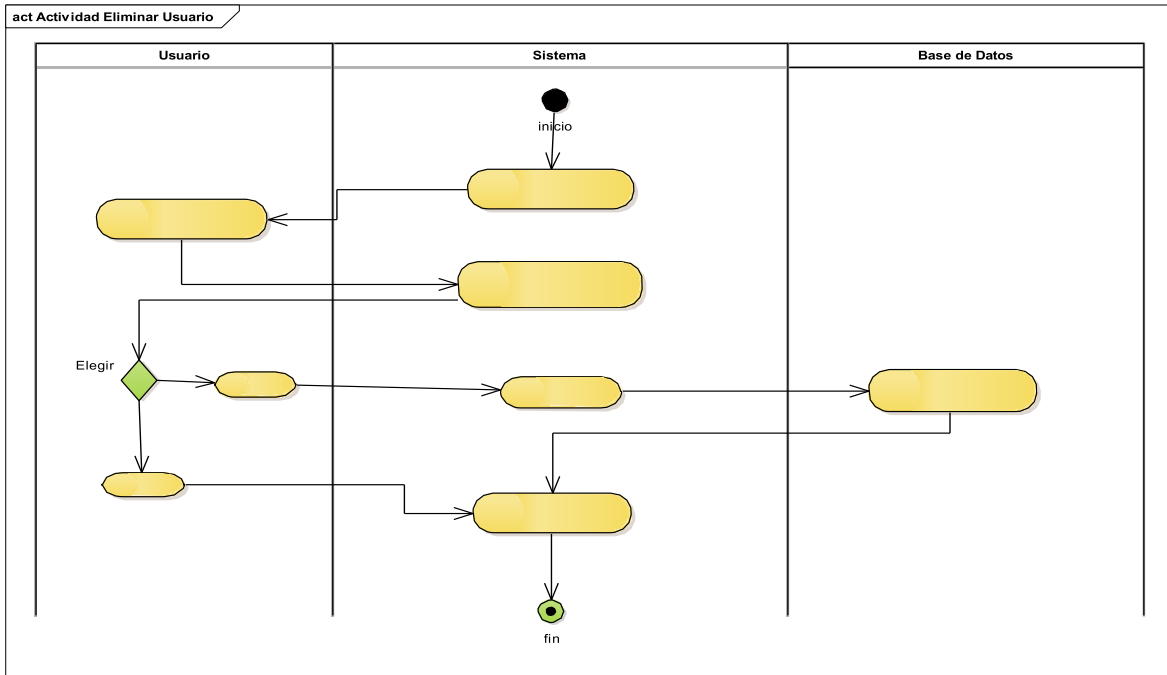 act Actividad Eliminar Usuario
Usuario
Sistema
Base de Datos
inicio
Elegir
fin